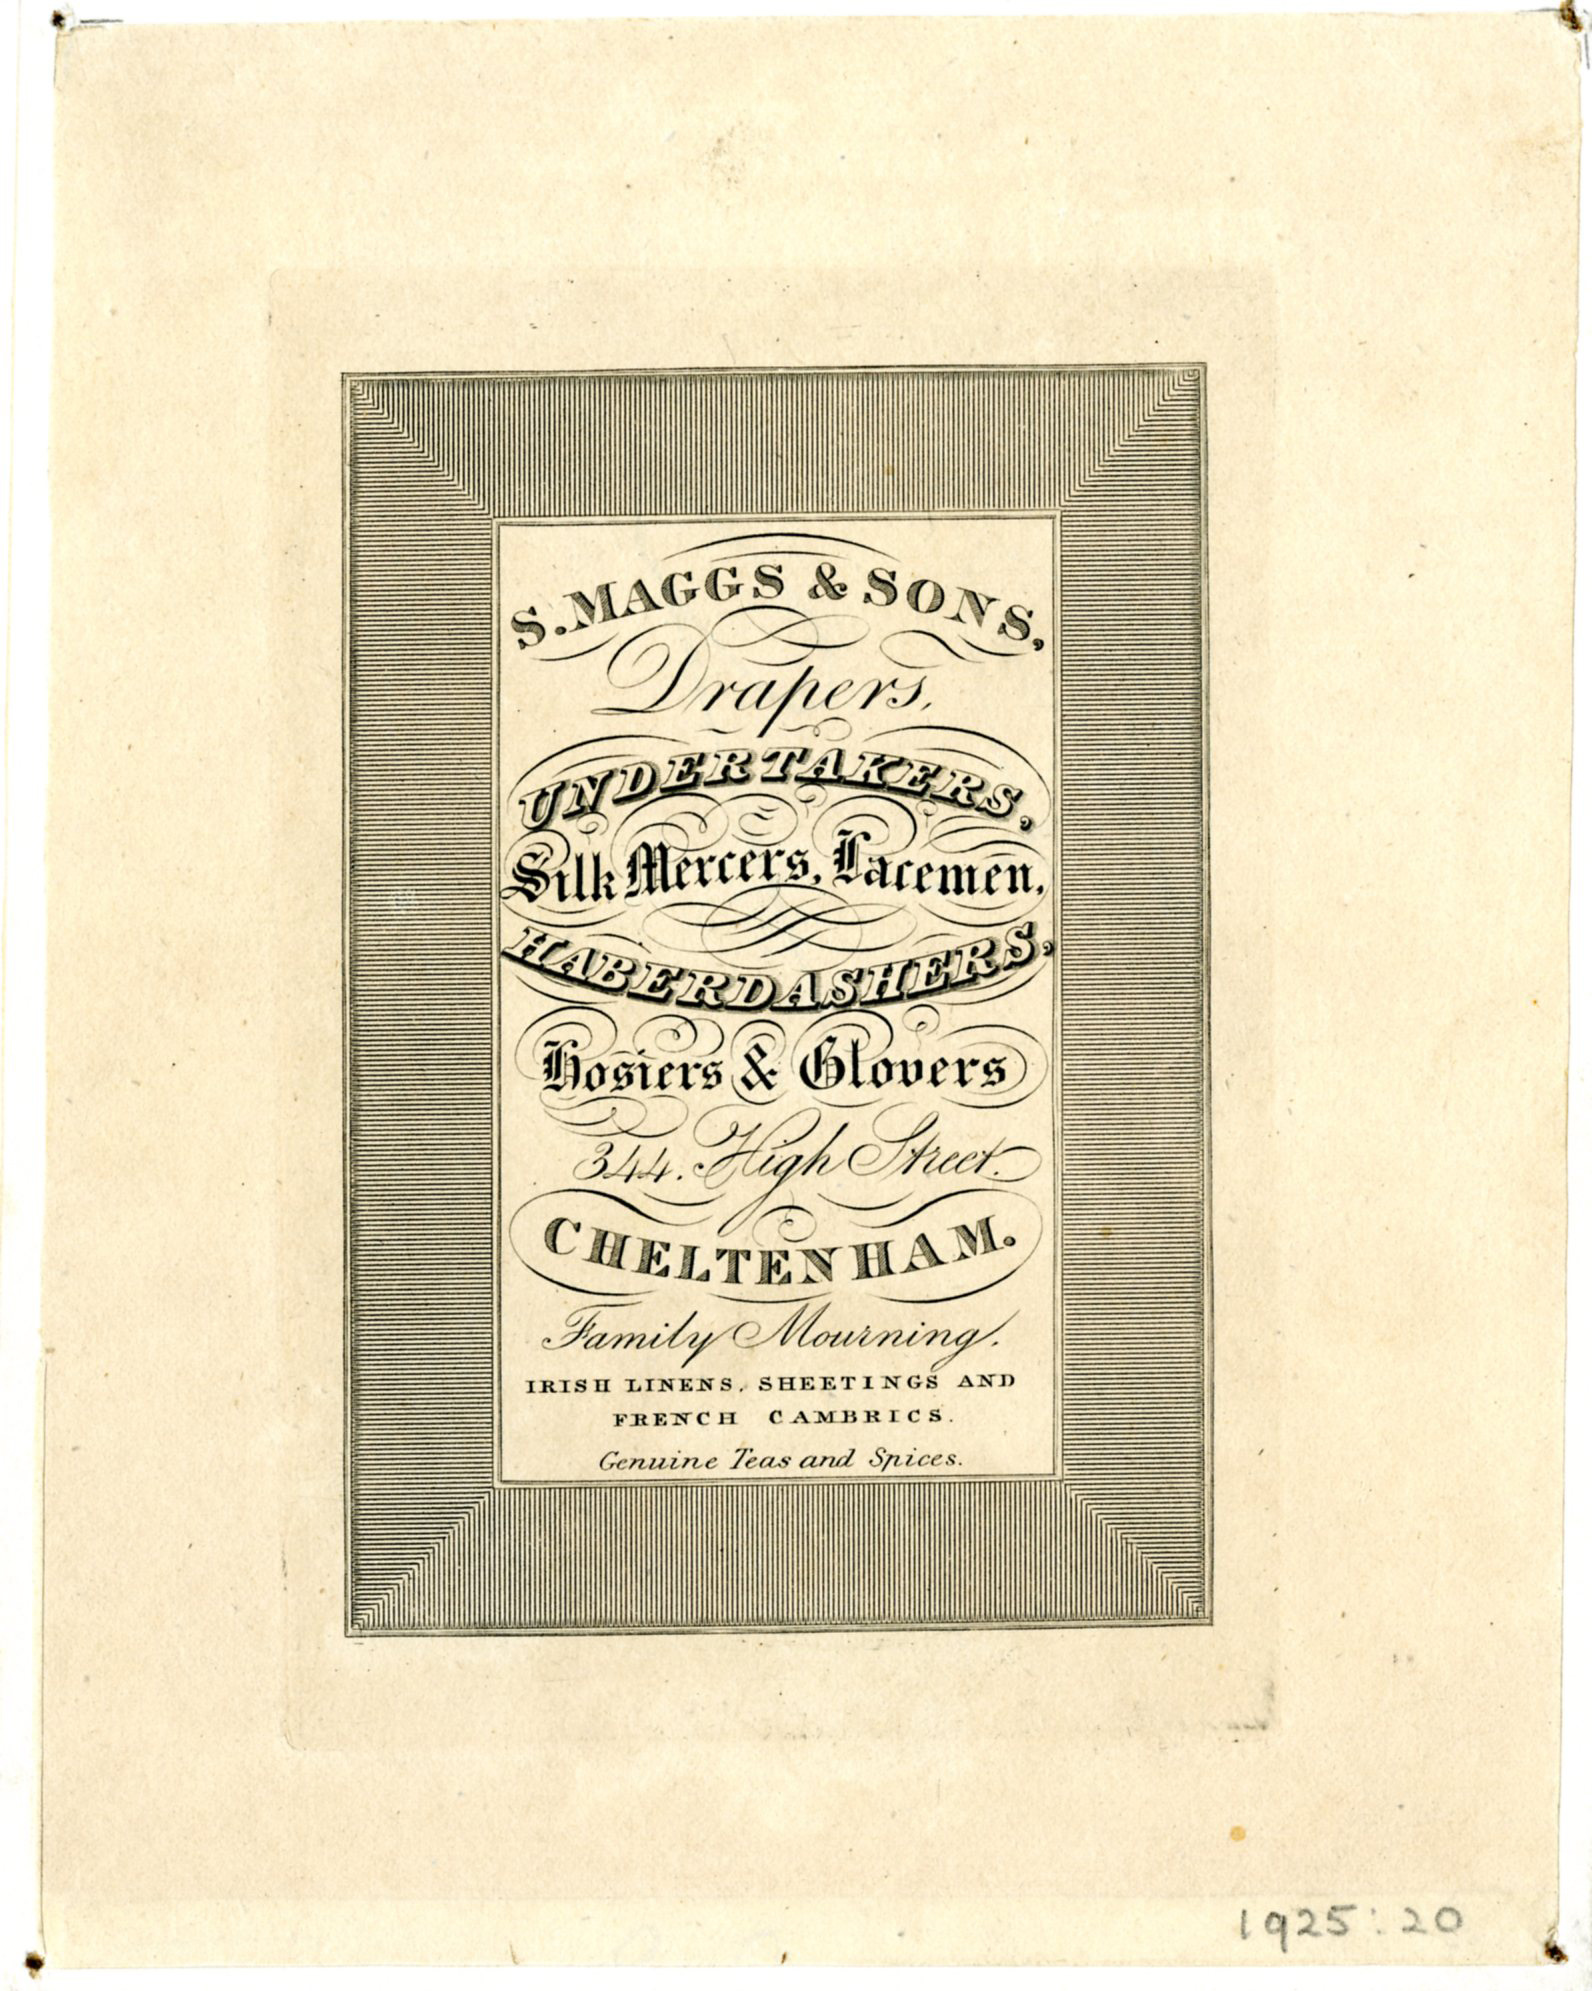 S. MAGGS & SONS,
Drapers,
UNDERTAKERS,
Silk Mercers, Lacemen,
HABERDASHERS,
Hosiers & Glovers
344. High Street.
CHELTENHAM.
Family Mourning.
IRISH LINENS, SHEETINGS AND
FRENCH CAMBRICS.
Genuine Teas and Spices.
1925:20